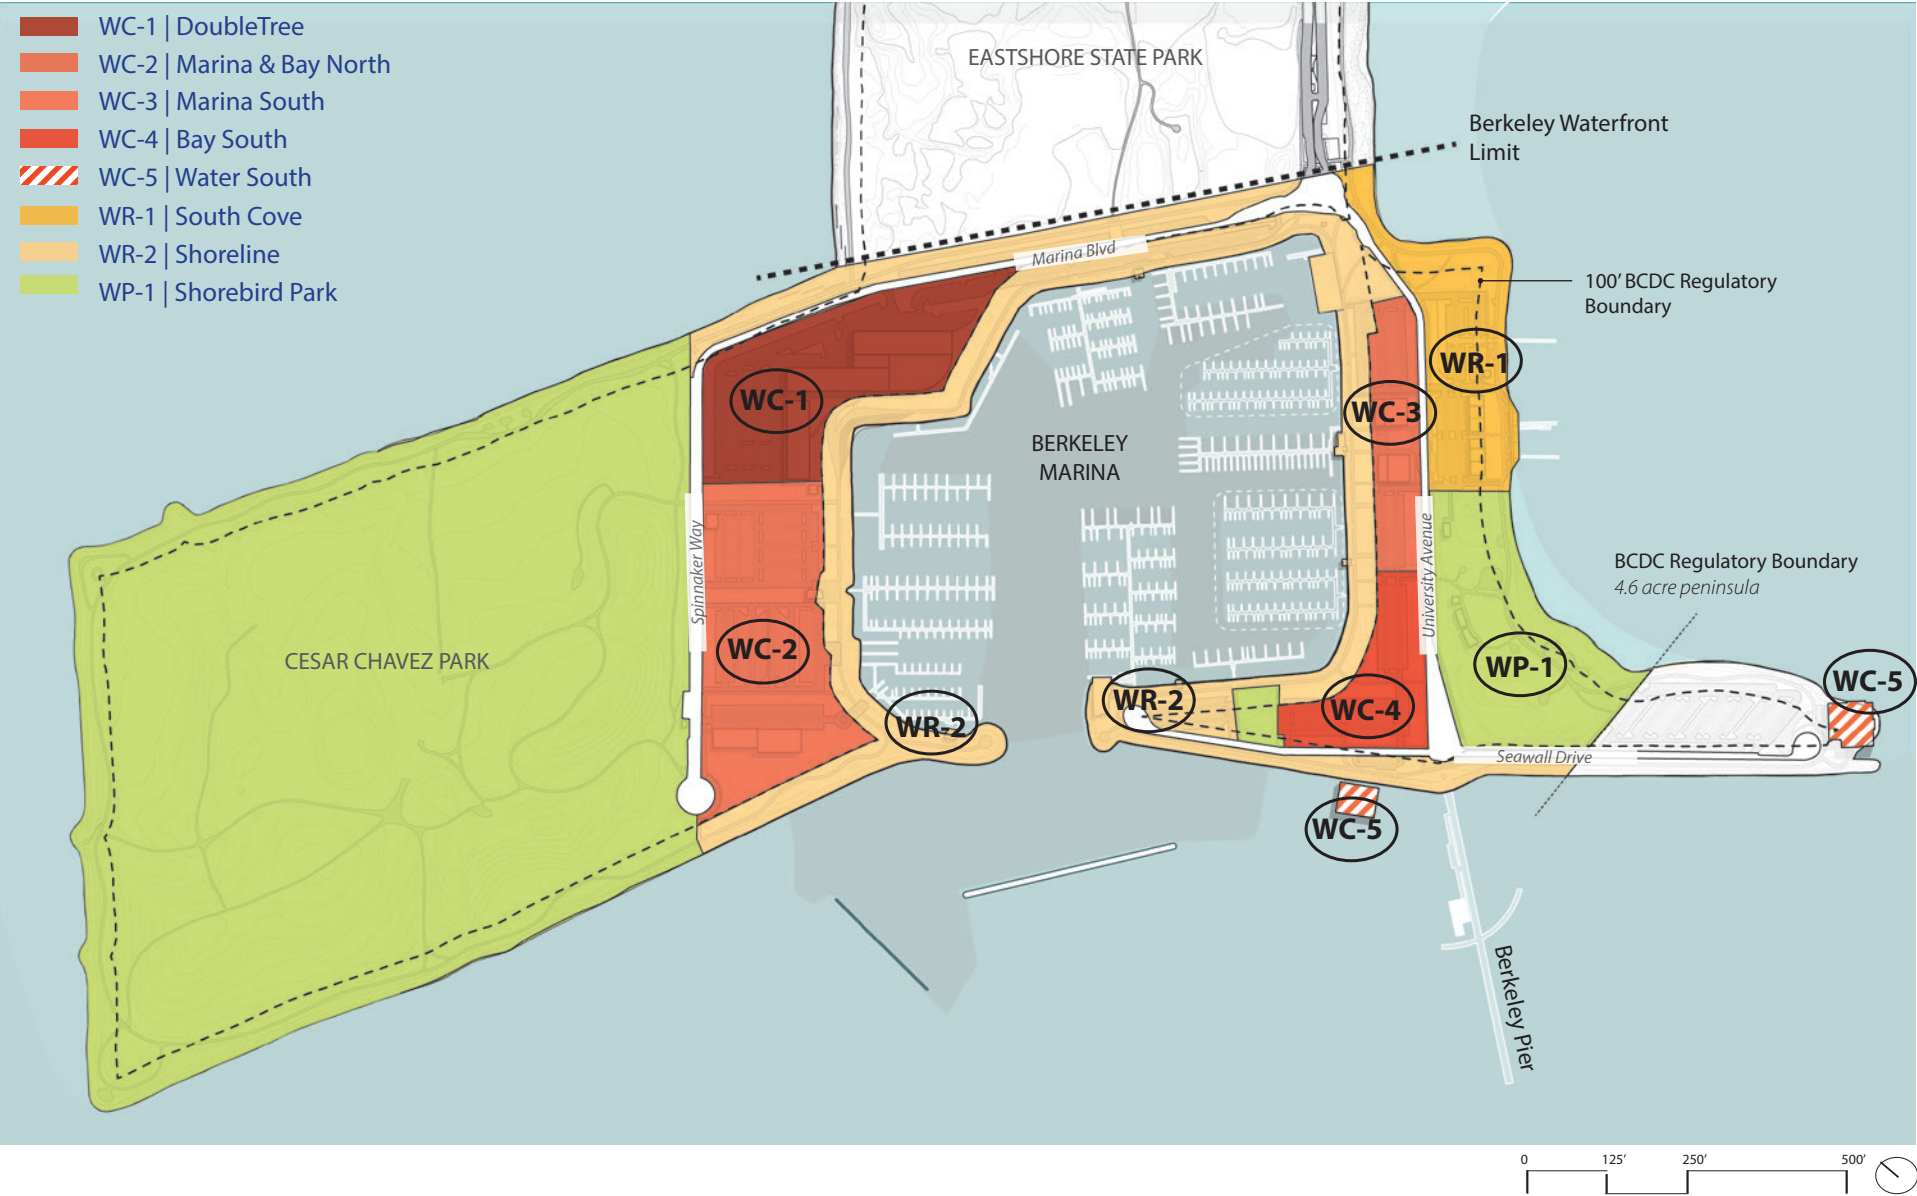 WC-1 | DoubleTree
WC-2 | Marina & Bay North
WC-3 | Marina South
WC-4 | Bay South
WC-5 | Water South
WR-1 | South Cove
WR-2 | Shoreline
WP-1 | Shorebird Park
EASTSHORE STATE PARK
Berkeley Waterfront
Limit
Marina Blvd
100’ BCDC Regulatory
Boundary
WR-1
WC-1
WC-3
BERKELEY
MARINA
Spinnaker Way
University Avenue
BCDC Regulatory Boundary
4.6 acre peninsula
CESAR CHAVEZ PARK
WC-2
WP-1
WC-5
WR-2
WR-2
WC-4
Seawall Drive
WC-5
Berkeley Pier
0 125’ 250’ 500’